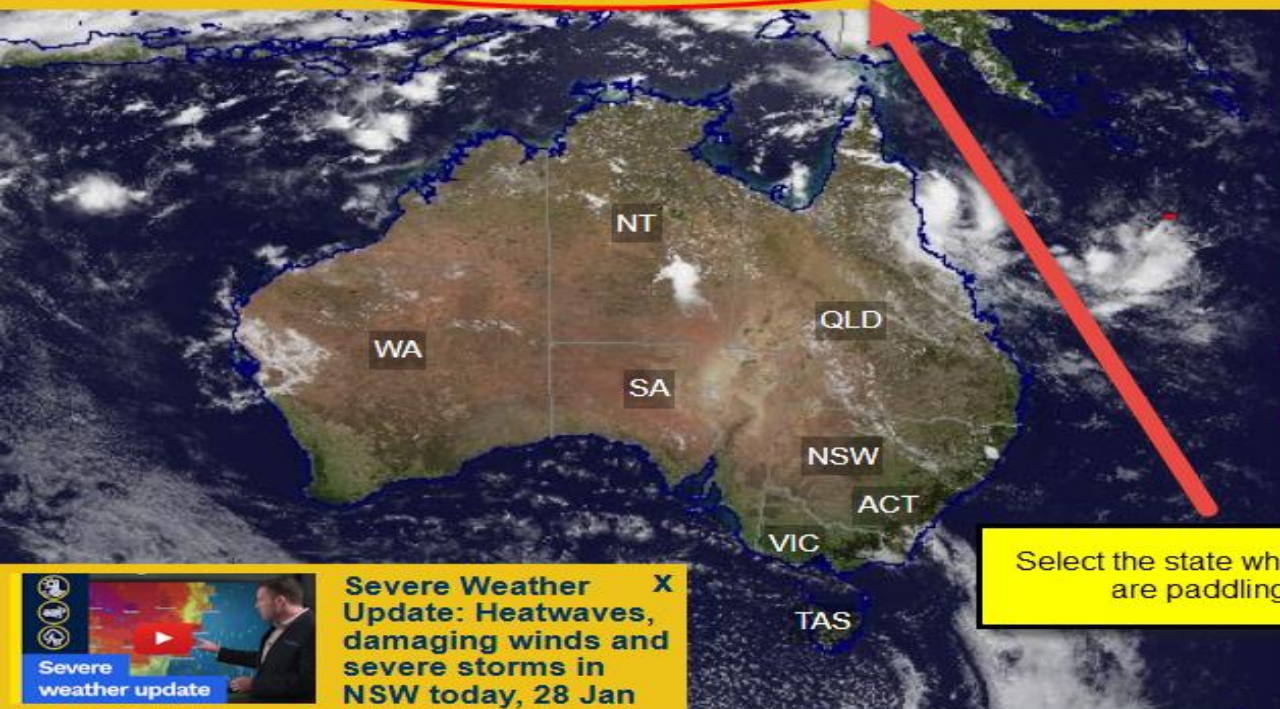 NT
QLD
WA
SA
NSW
ACT
VIC
TAS
Select the state wh
are paddling
Severe Weather X
Update: Heatwaves,
damaging winds and
severe storms in
NSW today, 28 Jan
Severe
weather update